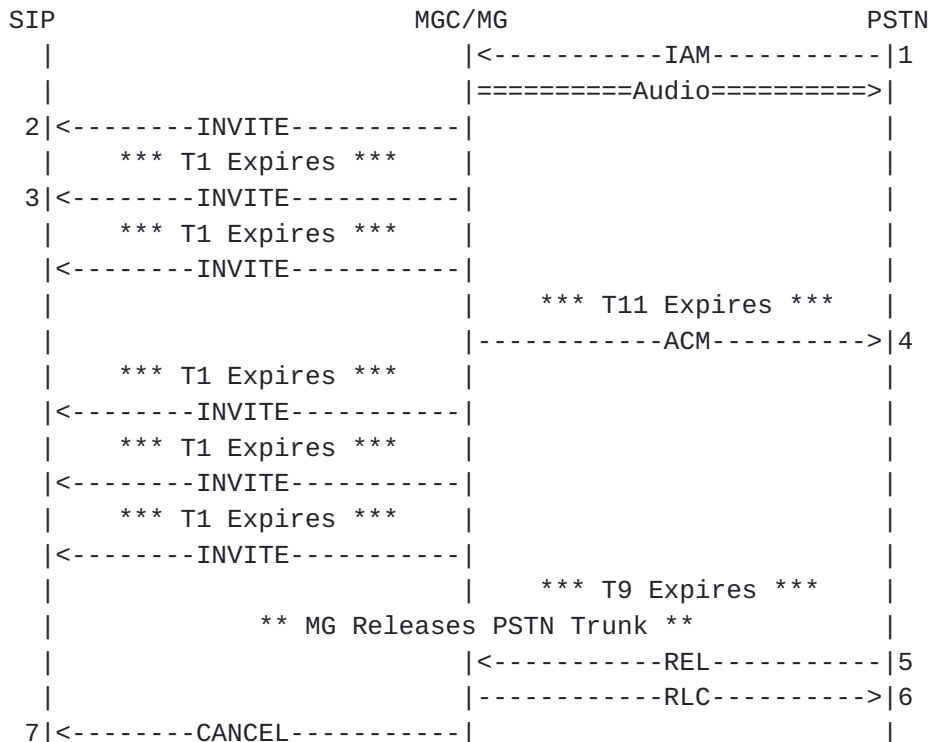 SIP                       MGC/MG                       PSTN
  |                          |<-----------IAM-----------|1
  |                          |==========Audio==========>|
 2|<--------INVITE-----------|                          |
  |    *** T1 Expires ***    |                          |
 3|<--------INVITE-----------|                          |
  |    *** T1 Expires ***    |                          |
  |<--------INVITE-----------|                          |
  |                          |    *** T11 Expires ***   |
  |                          |------------ACM---------->|4
  |    *** T1 Expires ***    |                          |
  |<--------INVITE-----------|                          |
  |    *** T1 Expires ***    |                          |
  |<--------INVITE-----------|                          |
  |    *** T1 Expires ***    |                          |
  |<--------INVITE-----------|                          |
  |                          |    *** T9 Expires ***    |
  |             ** MG Releases PSTN Trunk **            |
  |                          |<-----------REL-----------|5
  |                          |------------RLC---------->|6
 7|<--------CANCEL-----------|                          |